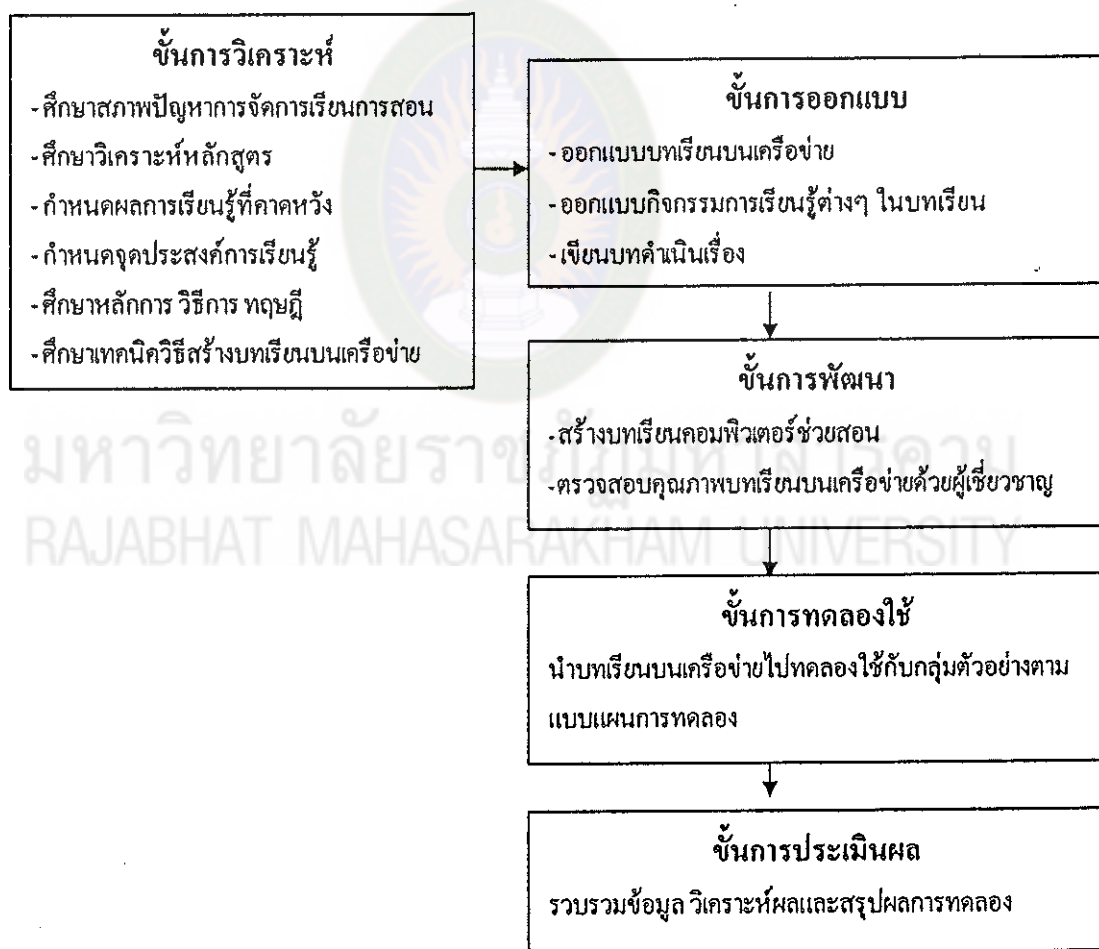 ขั้นการวิเคราะห์
-ศึกษาสภาพปัญหาการจัดการเรียนการสอน
-ศึกษาวิเคราะห์หลักสูตร
-กำหนดผลการเรียนรู้ที่คาดหวัง
-กำหนดจุดประสงค์การเรียนรู้
-ศึกษาหลักการ วิธีการ ทฤษฎี
-ศึกษาเทคนิควิธีสร้างบทเรียนบนเครือข่าย
ขั้นการออกแบบ
-ออกแบบบทเรียนบนเครือข่าย
-ออกแบบกิจกรรมการเรียนรู้ต่างๆ ในบทเรียน
-เขียนบทดำเนินเรื่อง
ขั้นการพัฒนา
-สร้างบทเรียนคอมพิวเตอร์ช่วยสอน
-ตรวจสอบคุณภาพบทเรียนบนเครือข่ายด้วยผู้เชี่ยวชาญ
มหาวิทยาลัยราชภัฏมหาสารคาม
RAJABHAT MAHASARAKHAM UNIVERSITY
ขั้นการทดลองใช้
นำบทเรียนบนเครือข่ายไปทดลองใช้กับกลุ่มตัวอย่างตาม
แบบแผนการทดลอง
ขั้นการประเมินผล
รวบรวมข้อมูล วิเคราะห์ผลและสรุปผลการทดลอง